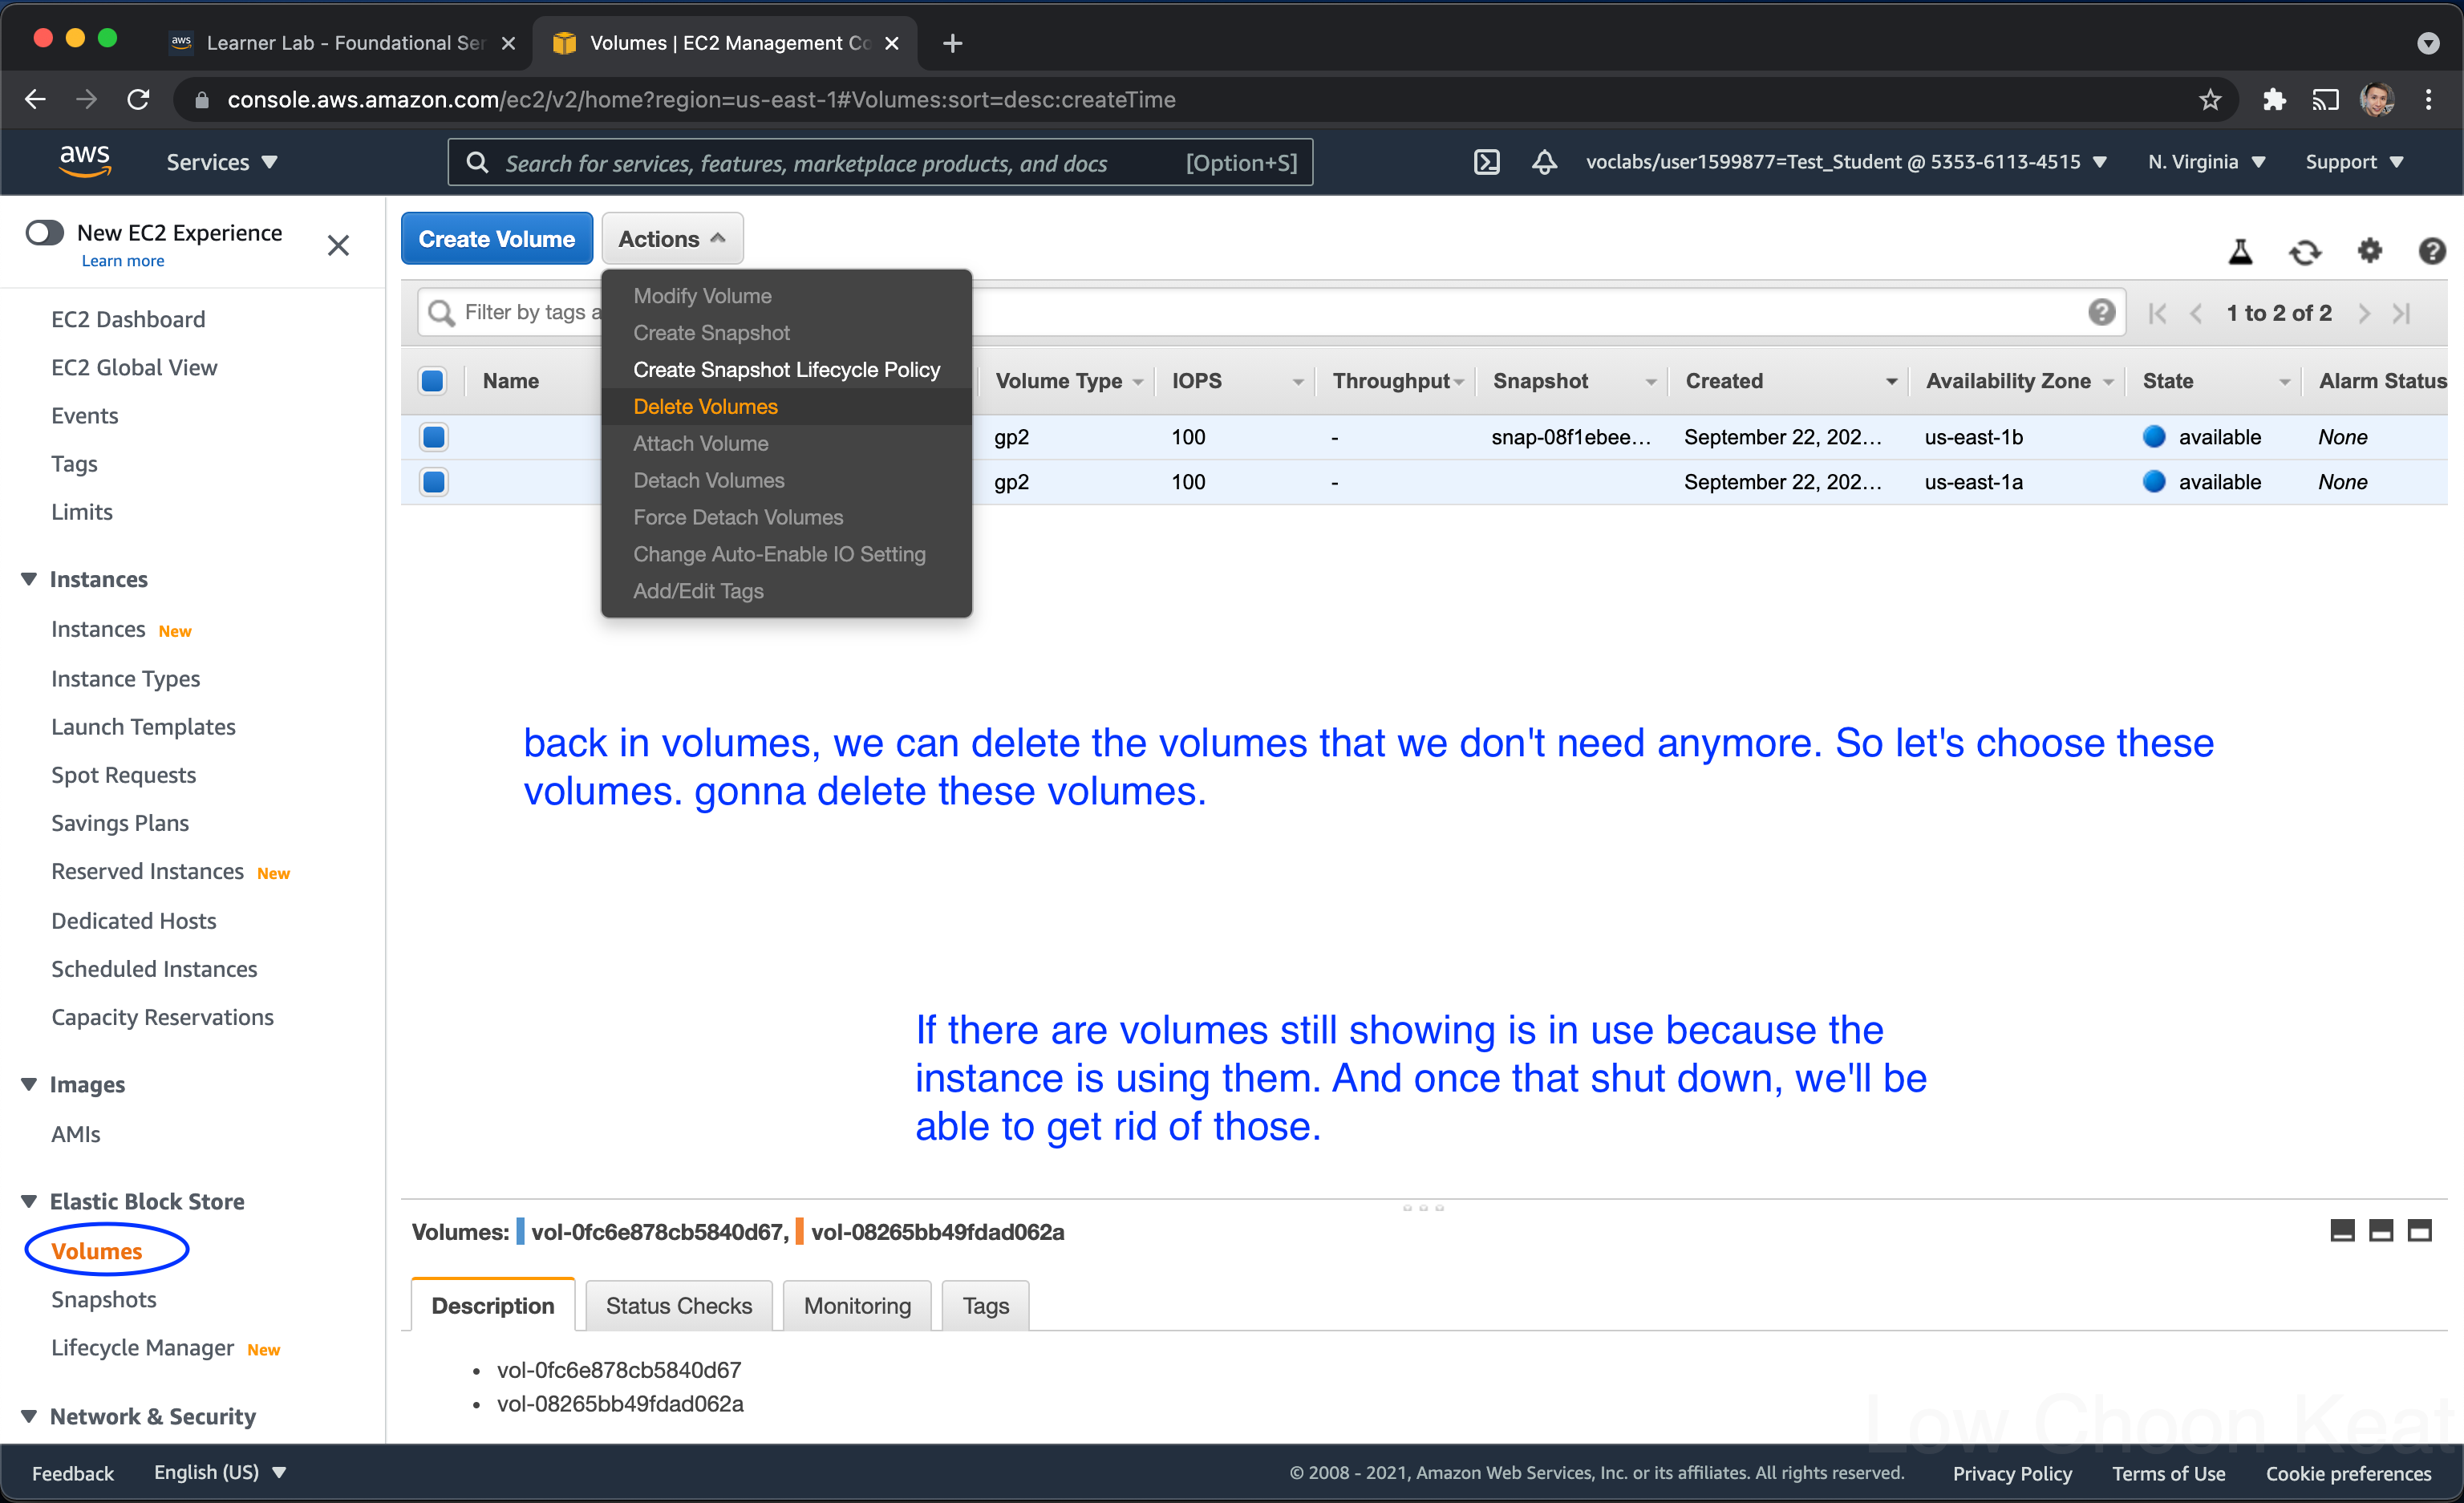 aws Learner Lab - Foundational Ser
Volumes | EC2 Management Co
console.aws.amazon.com/ec2/v2/home?region=us-east-1#Volumes:sort=desc:createTime
aws Services Search for services, features, marketplace products, and docs [Option+S] voclabs/user1599877=Test_Student @ 5353-6113-4515 N. Virginia Support
New EC2 Experience
Learn more
EC2 Dashboard
EC2 Global View
Events
Tags
Limits
Instances
Instances New
Instance Types
Launch Templates
Spot Requests
Savings Plans
Reserved Instances New
Dedicated Hosts
Scheduled Instances
Capacity Reservations
Images
AMIs
Elastic Block Store
Volumes
Snapshots
Lifecycle Manager New
Network & Security
Create Volume Actions
Modify Volume
Create Snapshot
Create Snapshot Lifecycle Policy
Delete Volumes
Attach Volume
Detach Volumes
Force Detach Volumes
Change Auto-Enable IO Setting
Add/Edit Tags
Filter by tags a 1 to 2 of 2
Name Volume Type IOPS Throughput Snapshot Created Availability Zone State Alarm Status
gp2 100 - snap-08f1ebee... September 22, 202... us-east-1b available None
gp2 100 - September 22, 202... us-east-1a available None
back in volumes, we can delete the volumes that we don't need anymore. So let's choose these
volumes. gonna delete these volumes.
If there are volumes still showing is in use because the
instance is using them. And once that shut down, we'll be
able to get rid of those.
Volumes: vol-0fc6e878cb5840d67, vol-08265bb49fdad062a
Description Status Checks Monitoring Tags
• vol-0fc6e878cb5840d67
• vol-08265bb49fdad062a
Low Choon Keat
Feedback English (US) © 2008 - 2021, Amazon Web Services, Inc. or its affiliates. All rights reserved. Privacy Policy Terms of Use Cookie preferences